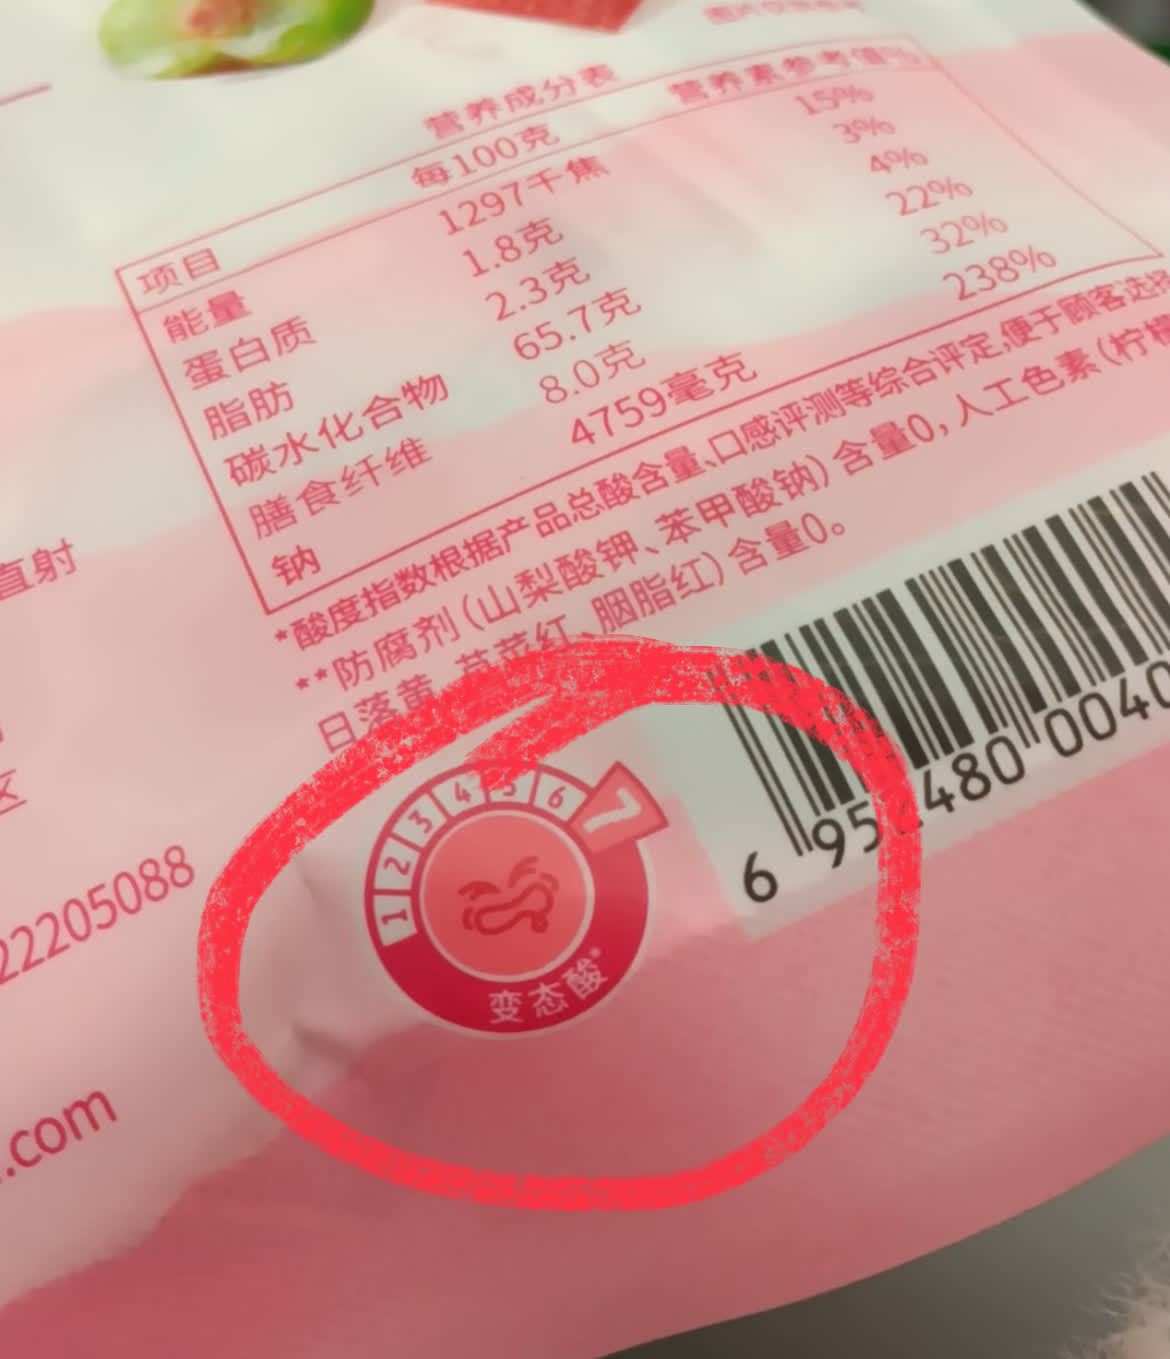 营养成分表
项目 每100克 营养素参考值%
能量 1297千焦 15%
蛋白质 1.8克 3%
脂肪 2.3克 4%
碳水化合物 65.7克 22%
膳食纤维 8.0克 32%
钠 4759毫克 238%
*酸度指数根据产品总酸含量、口感评测等综合评定,便于顾客选择
**防腐剂(山梨酸钾、苯甲酸钠)含量0,人工色素(柠檬
日落黄、苋菜红、胭脂红)含量0。
直射
区
2220508​8
.com
1 2 3 4 5 6 7
变态酸*
6 95 480 0040